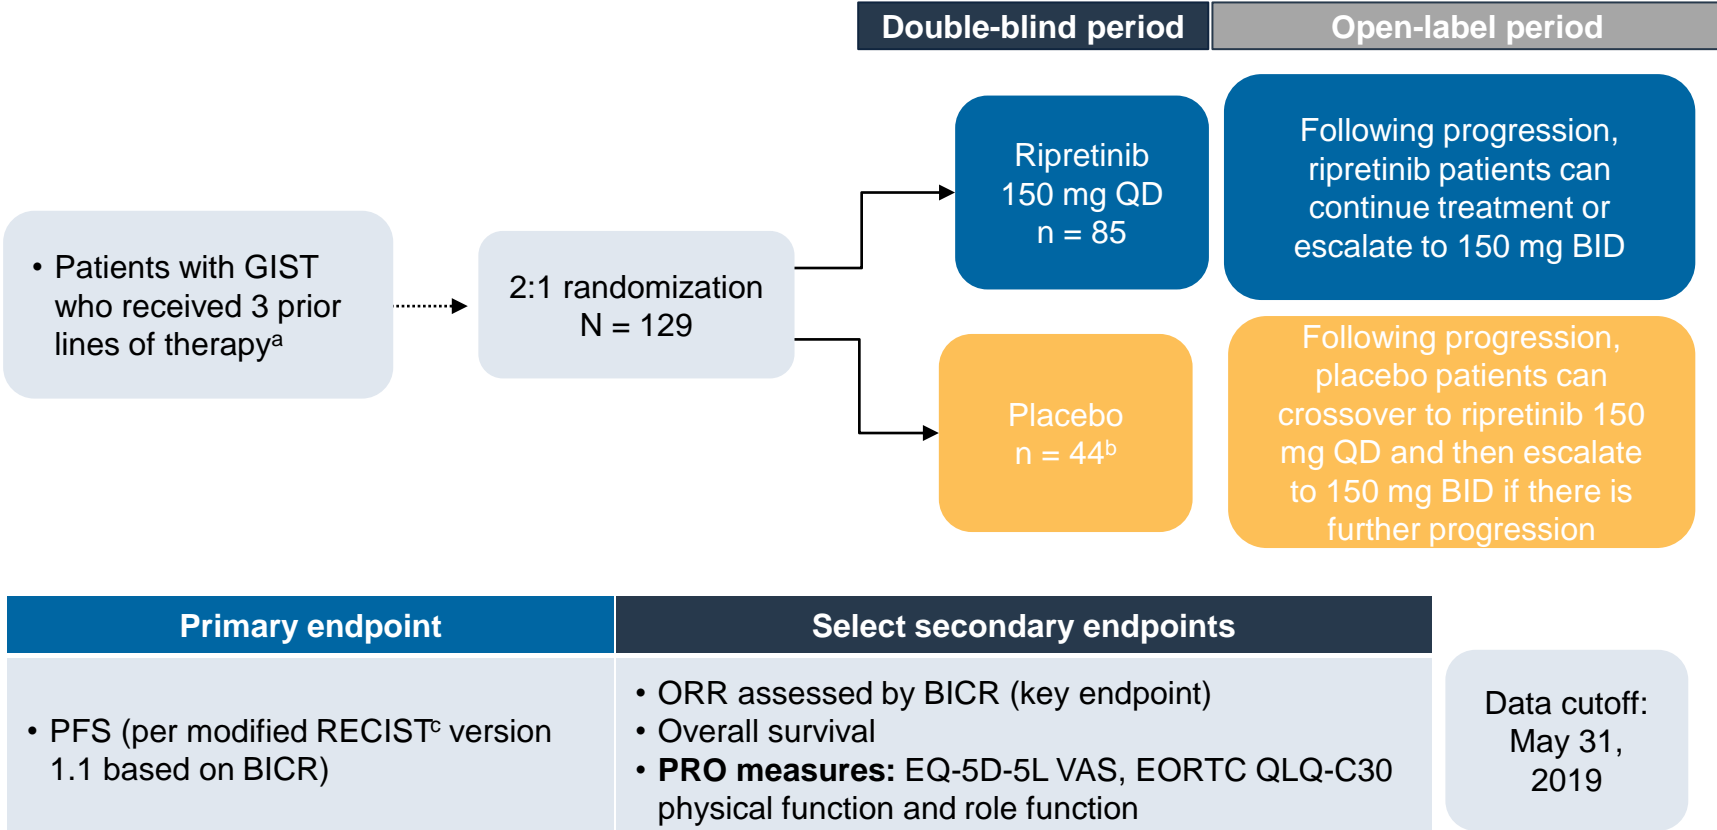 Double-blind period
Open-label period
• Patients with GIST
who received 3 prior
lines of therapyᵃ
2:1 randomization
N = 129
Ripretinib
150 mg QD
n = 85
Following progression,
ripretinib patients can
continue treatment or
escalate to 150 mg BID
Placebo
n = 44ᵇ
Following progression,
placebo patients can
crossover to ripretinib 150
mg QD and then escalate
to 150 mg BID if there is
further progression
Primary endpoint
• PFS (per modified RECISTᶜ version
1.1 based on BICR)
Select secondary endpoints
• ORR assessed by BICR (key endpoint)
• Overall survival
• PRO measures: EQ-5D-5L VAS, EORTC QLQ-C30
physical function and role function
Data cutoff:
May 31,
2019